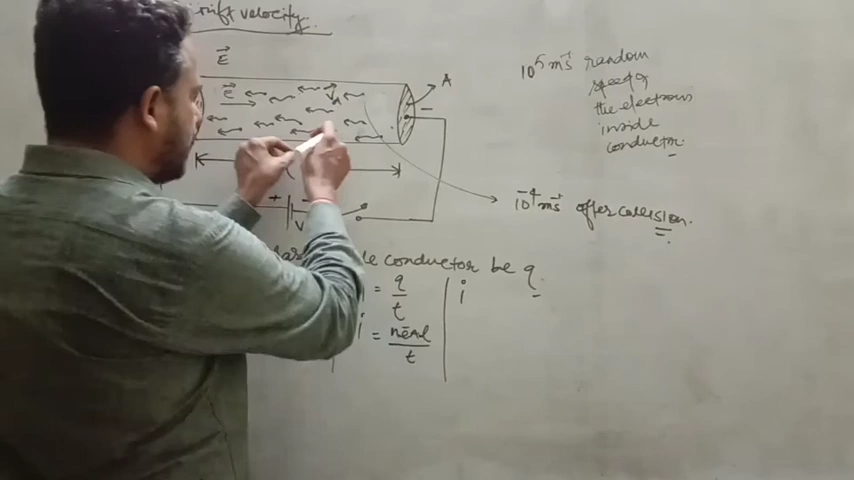 rift velocity.
E
A
10⁵ ms⁻¹ random
speed of
the electrons
inside
conductor.
E
−
10⁻⁴ ms⁻¹ after collision.
+
V
le conductor be q.
= q/t
i
i = neAl/t